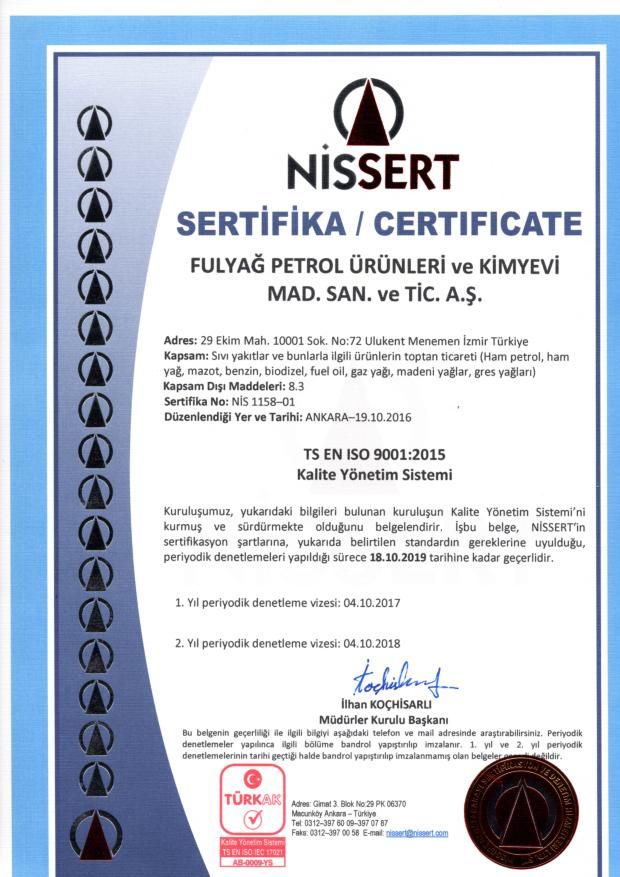 NİSSERT
SERTİFİKA / CERTIFICATE
FULYAĞ PETROL ÜRÜNLERİ ve KİMYEVİ
MAD. SAN. ve TİC. A.Ş.
Adres: 29 Ekim Mah. 10001 Sok. No:72 Ulukent Menemen İzmir Türkiye
Kapsam: Sıvı yakıtlar ve bunlarla ilgili ürünlerin toptan ticareti (Ham petrol, ham
yağ, mazot, benzin, biodizel, fuel oil, gaz yağı, madeni yağlar, gres yağları)
Kapsam Dışı Maddeleri: 8.3
Sertifika No: NİS 1158–01
Düzenlendiği Yer ve Tarihi: ANKARA–19.10.2016
TS EN ISO 9001:2015
Kalite Yönetim Sistemi
Kuruluşumuz, yukarıdaki bilgileri bulunan kuruluşun Kalite Yönetim Sistemi'ni
kurmuş ve sürdürmekte olduğunu belgelendirir. İşbu belge, NİSSERT'in
sertifikasyon şartlarına, yukarıda belirtilen standardın gereklerine uyulduğu,
periyodik denetlemeleri yapıldığı sürece 18.10.2019 tarihine kadar geçerlidir.
1. Yıl periyodik denetleme vizesi: 04.10.2017
2. Yıl periyodik denetleme vizesi: 04.10.2018
İlhan KOÇHİSARLI
Müdürler Kurulu Başkanı
Bu belgenin geçerliliği ile ilgili bilgiyi aşağıdaki telefon ve mail adresinde araştırabilirsiniz. Periyodik
denetlemeler yapılınca ilgili bölüme bandrol yapıştırılıp imzalanır. 1. yıl ve 2. yıl periyodik
denetlemelerinin tarihi geçtiği halde bandrol yapıştırılıp imzalanmamış olan belgeler geçerli değildir.
TÜRKAK
Kalite Yönetim Sistemi
TS EN ISO.IEC 17021
AB-0009-YS
Adres: Gimat 3. Blok No:29 PK 06370
Macunköy Ankara – Türkiye
Tel: 0312–397 60 09–397 07 87
Faks: 0312–397 00 58 E-mail: nissert@nissert.com